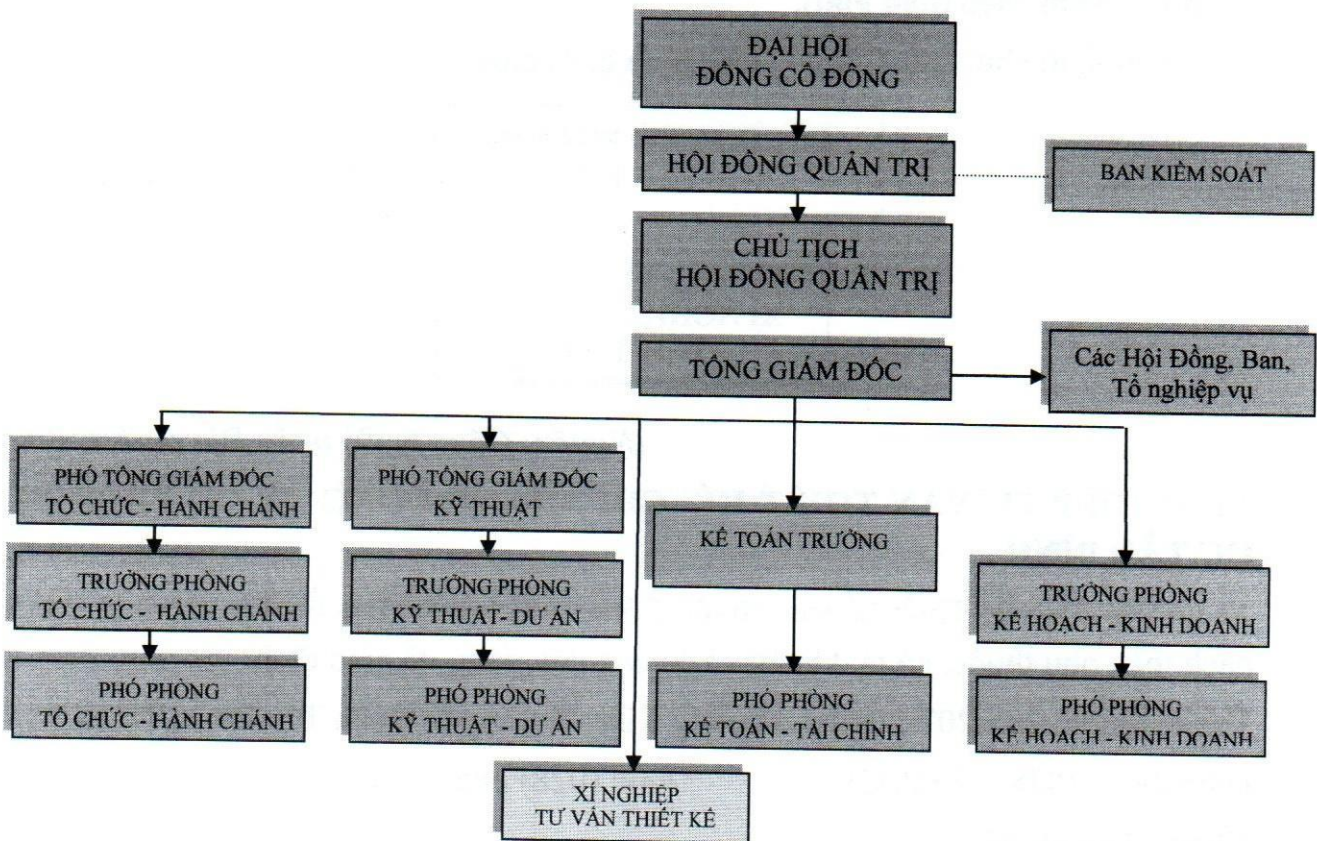 ĐẠI HỘI
ĐỒNG CỔ ĐÔNG
HỘI ĐỒNG QUẢN TRỊ
BAN KIỂM SOÁT
CHỦ TỊCH
HỘI ĐỒNG QUẢN TRỊ
TỔNG GIÁM ĐỐC
Các Hội Đồng, Ban,
Tổ nghiệp vụ
PHÓ TỔNG GIÁM ĐỐC
TỔ CHỨC - HÀNH CHÁNH
PHÓ TỔNG GIÁM ĐỐC
KỸ THUẬT
KẾ TOÁN TRƯỞNG
TRƯỞNG PHÒNG
TỔ CHỨC - HÀNH CHÁNH
TRƯỞNG PHÒNG
KỸ THUẬT- DỰ ÁN
TRƯỞNG PHÒNG
KẾ HOẠCH - KINH DOANH
PHÓ PHÒNG
TỔ CHỨC - HÀNH CHÁNH
PHÓ PHÒNG
KỸ THUẬT - DỰ ÁN
PHÓ PHÒNG
KẾ TOÁN - TÀI CHÍNH
PHÓ PHÒNG
KẾ HOẠCH - KINH DOANH
XÍ NGHIỆP
TƯ VẤN THIẾT KẾ